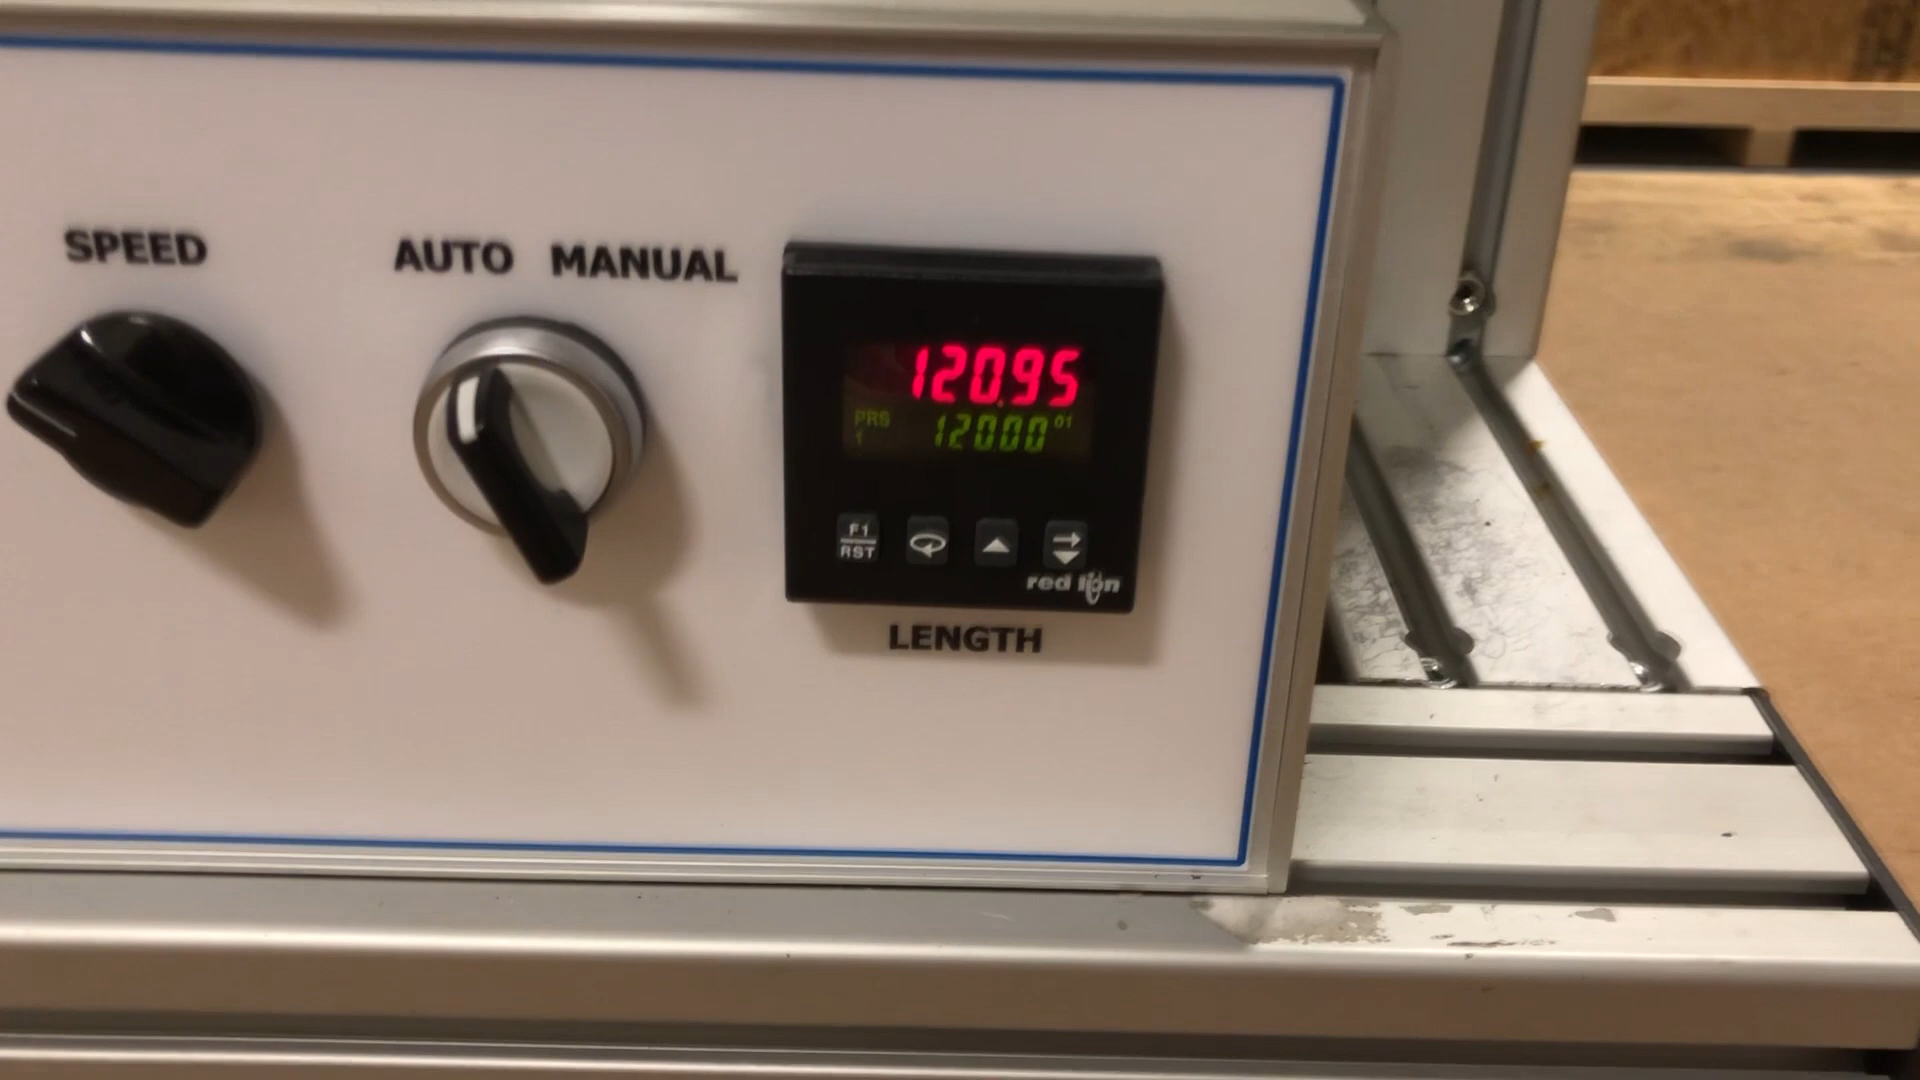 SPEED
AUTO MANUAL
120.95
PRS 120.00 01
1
F1
RST
red lion
LENGTH